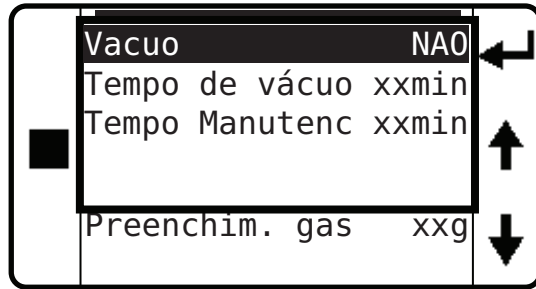 Vacuo NAO
Tempo de vácuo xxmin
Tempo Manutenc xxmin
Preenchim. gas xxg